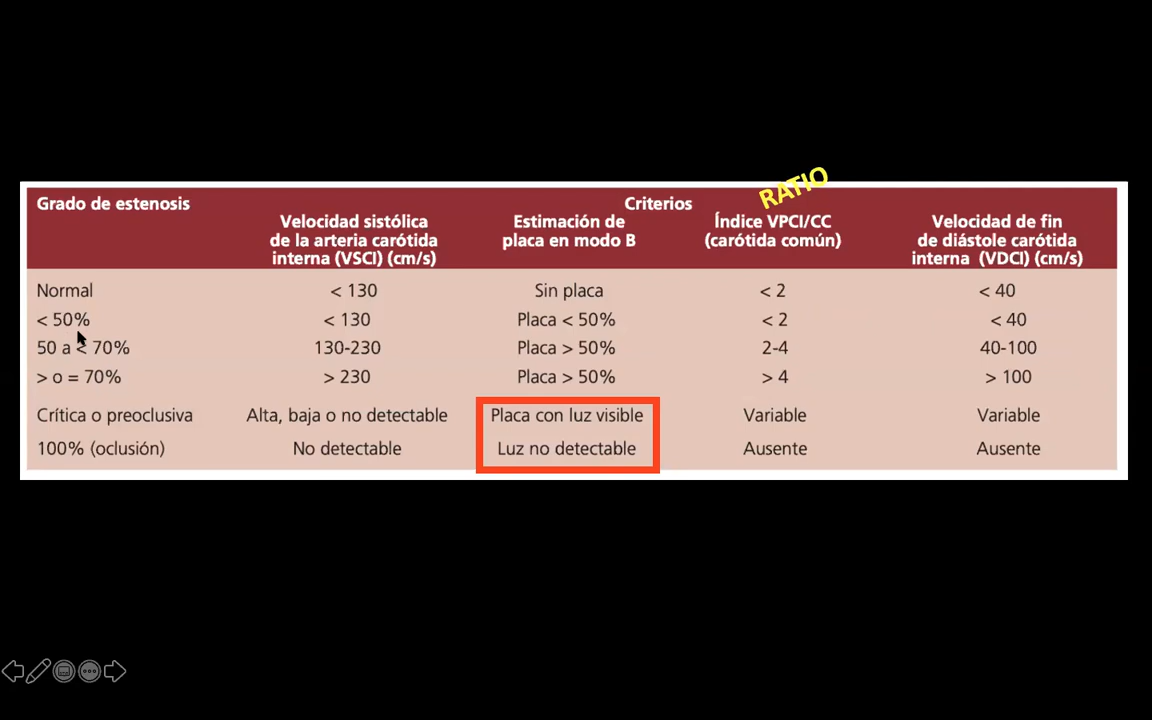 RATIO
Grado de estenosis
Criterios
Velocidad sistólica
de la arteria carótida
interna (VSCI) (cm/s)
Estimación de
placa en modo B
Índice VPCI/CC
(carótida común)
Velocidad de fin
de diástole carótida
interna (VDCI) (cm/s)
Normal < 130 Sin placa < 2 < 40
< 50% < 130 Placa < 50% < 2 < 40
50 a < 70% 130-230 Placa > 50% 2-4 40-100
> o = 70% > 230 Placa > 50% > 4 > 100
Crítica o preoclusiva Alta, baja o no detectable Placa con luz visible Variable Variable
100% (oclusión) No detectable Luz no detectable Ausente Ausente